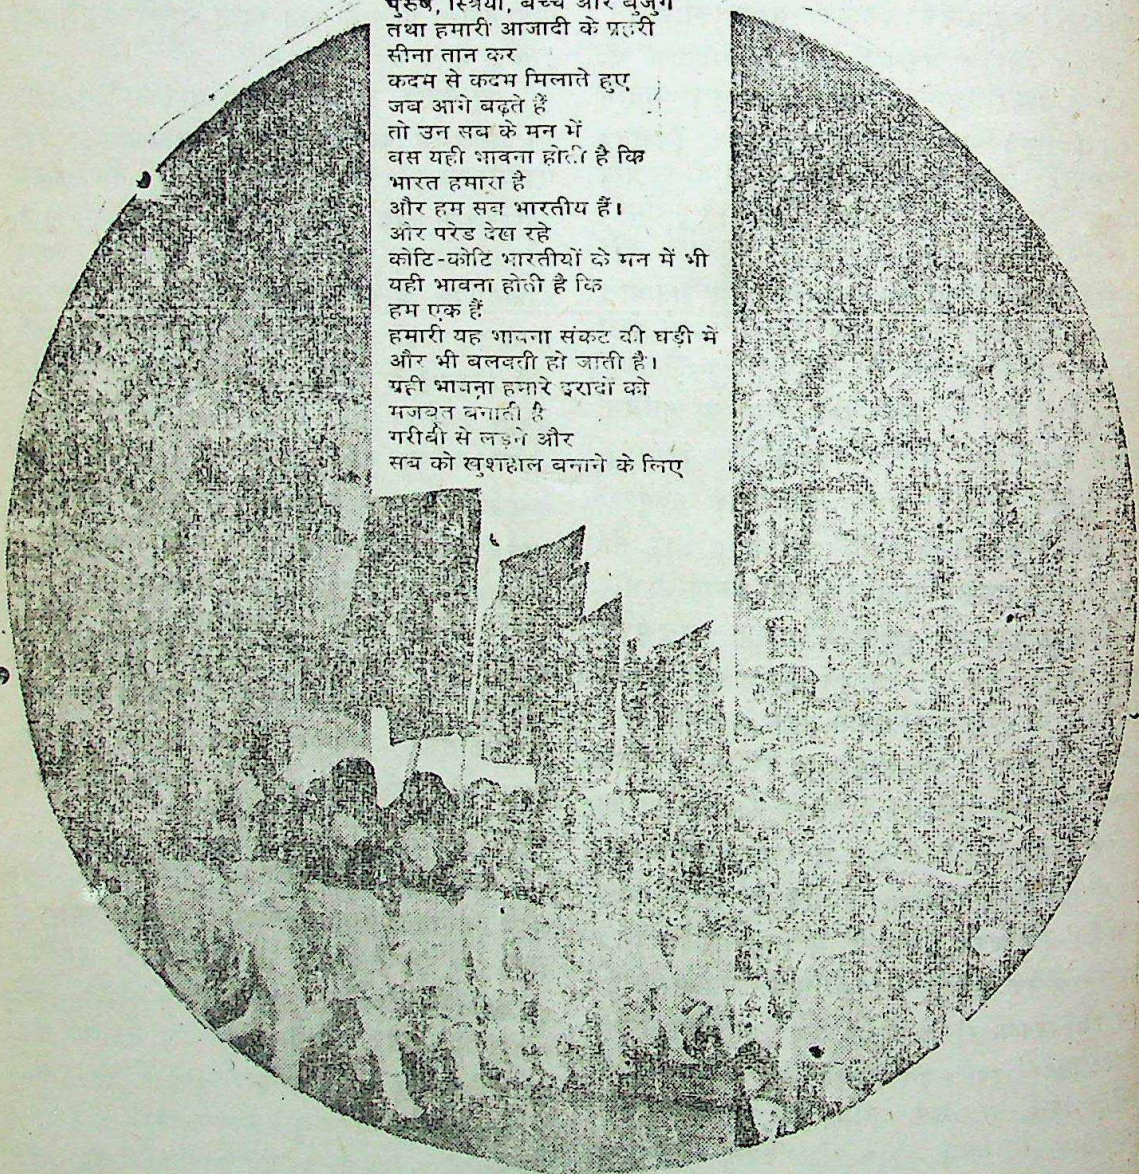 पुरुष, स्त्रियां, बच्चे और बुजुर्ग
तथा हमारी आजादी के प्रहरी
सीना तान कर
कदम से कदम मिलाते हुए
जब आगे बढ़ते हैं
तो उन सब के मन में
बस यही भावना होती है कि
भारत हमारा है
और हम सब भारतीय हैं।
और परेड देख रहे
कोटि-कोटि भारतीयों के मन में भी
यही भावना होती है कि
हम एक हैं
हमारी यह भावना संकट की घड़ी में
और भी बलवती हो जाती है।
यही भावना हमारे इरादों को
मजबूत बनाती है
गरीबी से लड़ने और
सब को खुशहाल बनाने के लिए